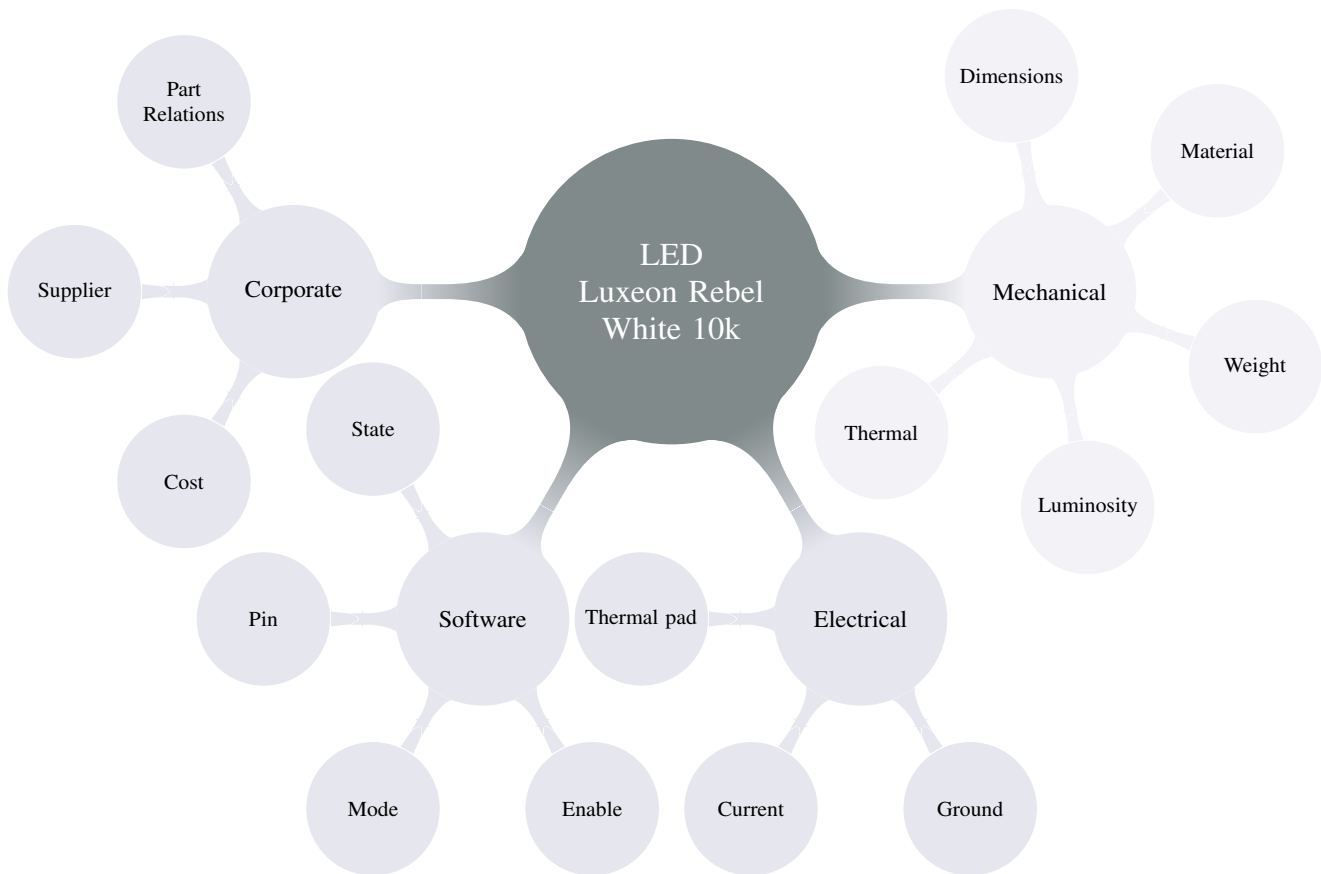 Dimensions
Part
Relations
Material
LED
Luxeon Rebel
White 10k
Supplier
Corporate
Mechanical
Weight
State
Thermal
Cost
Luminosity
Pin
Software
Thermal pad
Electrical
Mode
Enable
Current
Ground